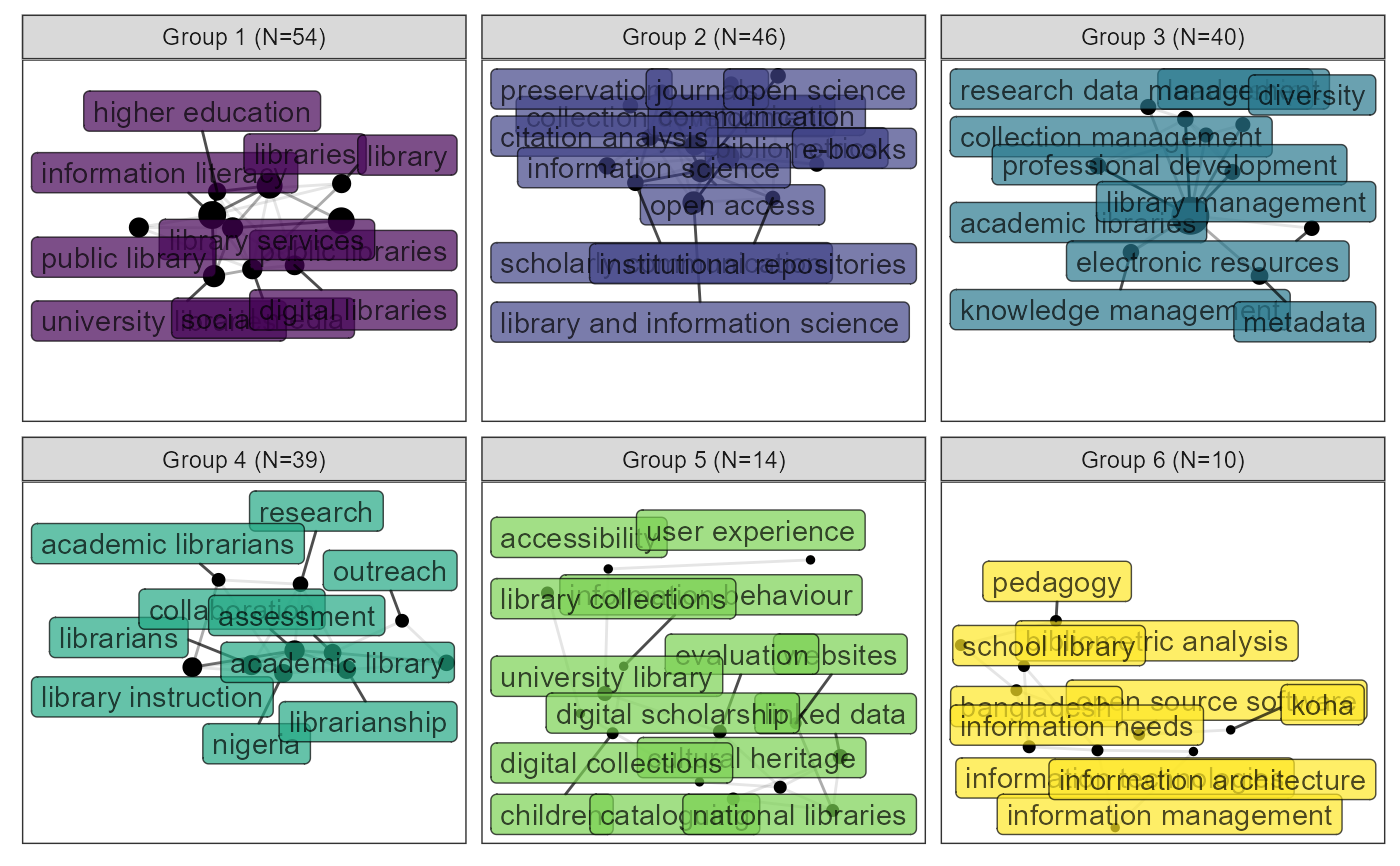 Group 1 (N=54)
higher education
libraries
library
information literacy
library services
public libraries
public library
university
social media
digital libraries
Group 2 (N=46)
preservation
journal
open science
collection
communication
citation analysis
e-books
information science
open access
scholarly communication
institutional repositories
library and information science
Group 3 (N=40)
research data management
diversity
collection management
professional development
library management
academic libraries
electronic resources
knowledge management
metadata
Group 4 (N=39)
research
academic librarians
outreach
collaboration
assessment
librarians
academic library
library instruction
librarianship
nigeria
Group 5 (N=14)
accessibility
user experience
information behaviour
library collections
evaluation
websites
university library
digital scholarship
linked data
cultural heritage
digital collections
children
cataloguing
national libraries
Group 6 (N=10)
pedagogy
bibliometric analysis
school library
open source software
koha
bangladesh
information needs
information technologies
information architecture
information management